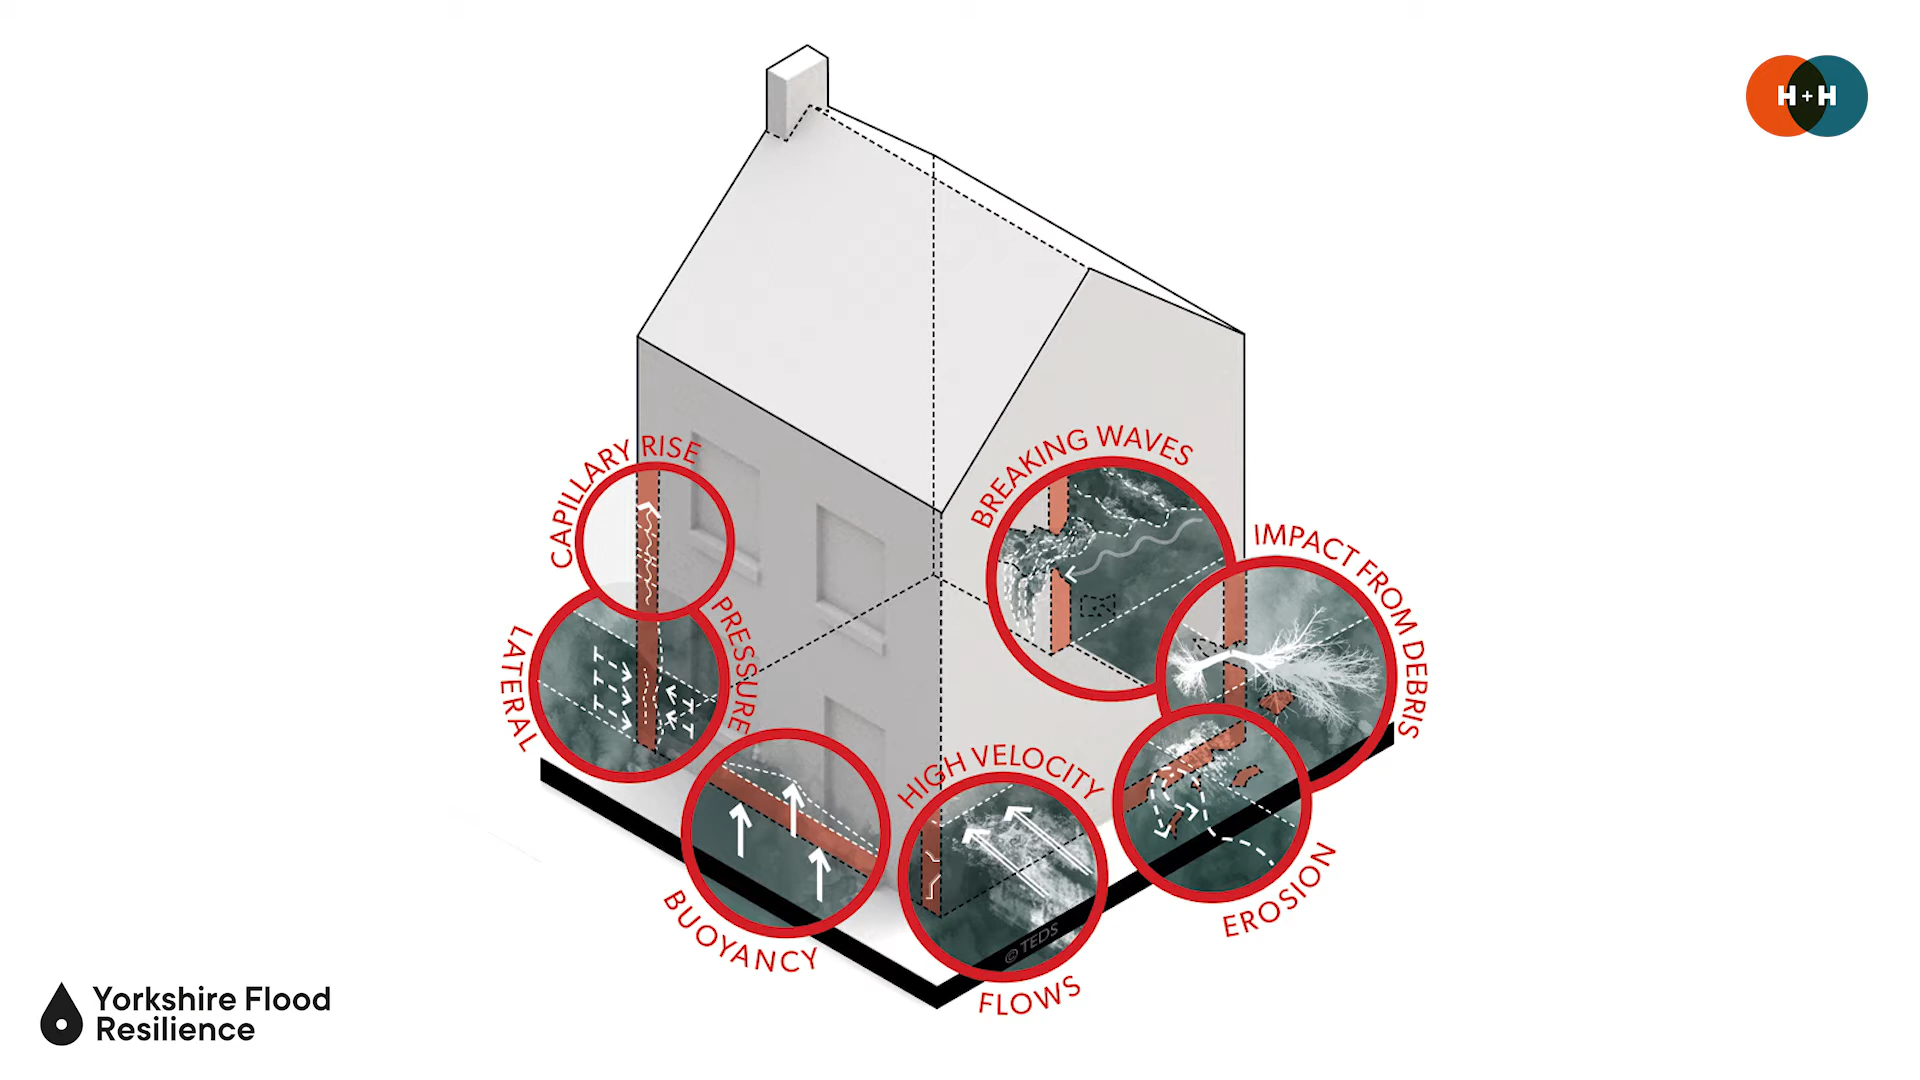 H+H
CAPILLARY RISE
BREAKING WAVES
IMPACT FROM DEBRIS
LATERAL PRESSURE
HIGH VELOCITY
FLOWS
BUOYANCY
EROSION
© TEDS
Yorkshire Flood
Resilience